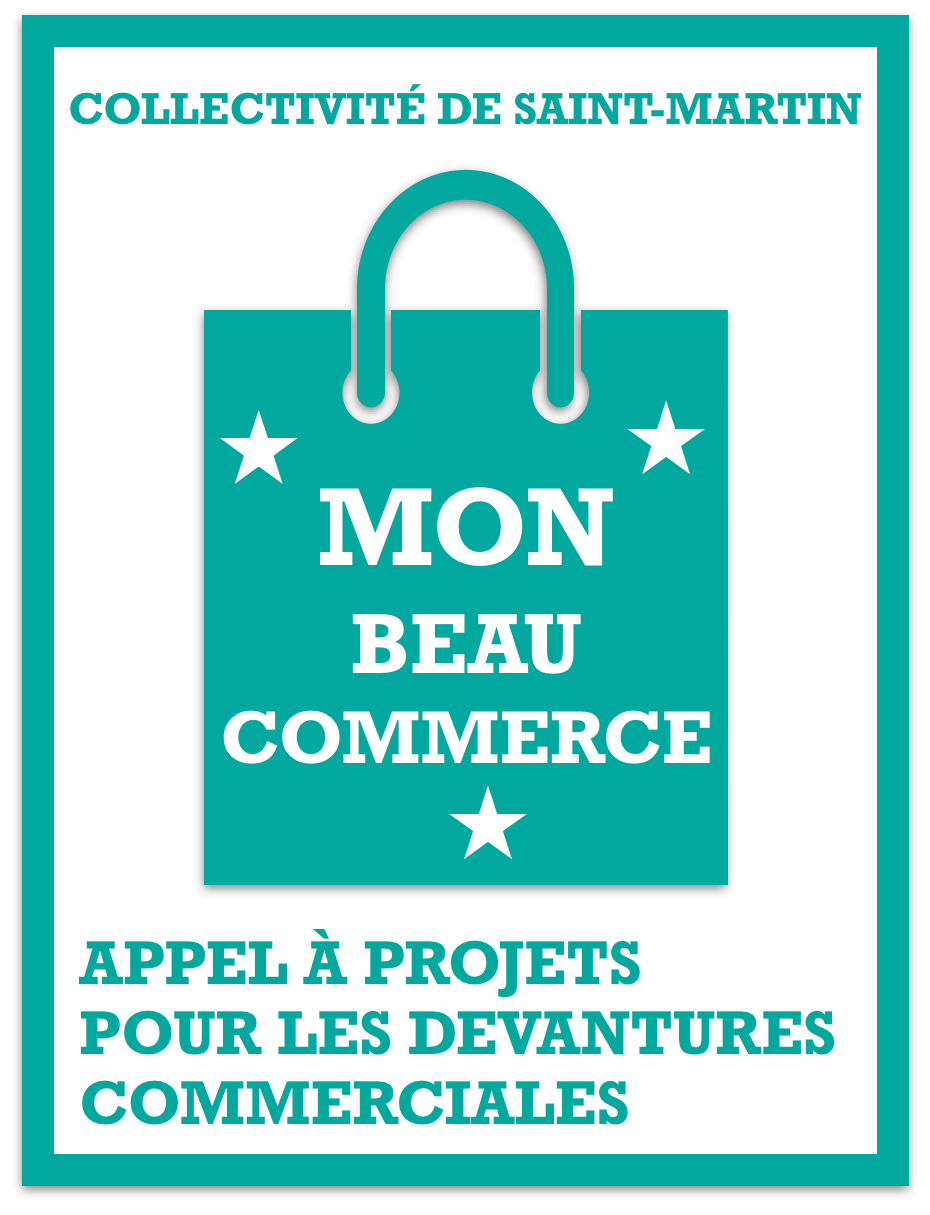 COLLECTIVITÉ DE SAINT-MARTIN
MON
BEAU
COMMERCE
APPEL À PROJETS
POUR LES DEVANTURES
COMMERCIALES